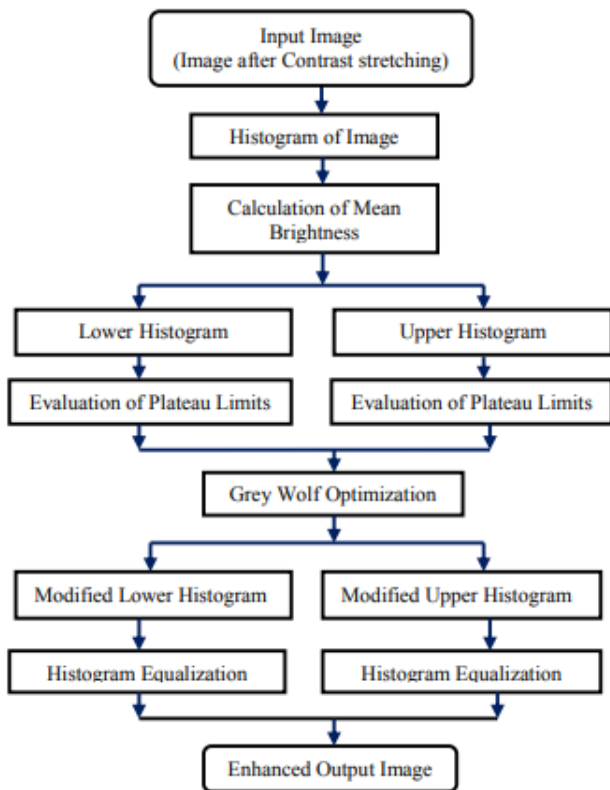 Input Image
(Image after Contrast stretching)
Histogram of Image
Calculation of Mean
Brightness
Lower Histogram
Upper Histogram
Evaluation of Plateau Limits
Evaluation of Plateau Limits
Grey Wolf Optimization
Modified Lower Histogram
Modified Upper Histogram
Histogram Equalization
Histogram Equalization
Enhanced Output Image